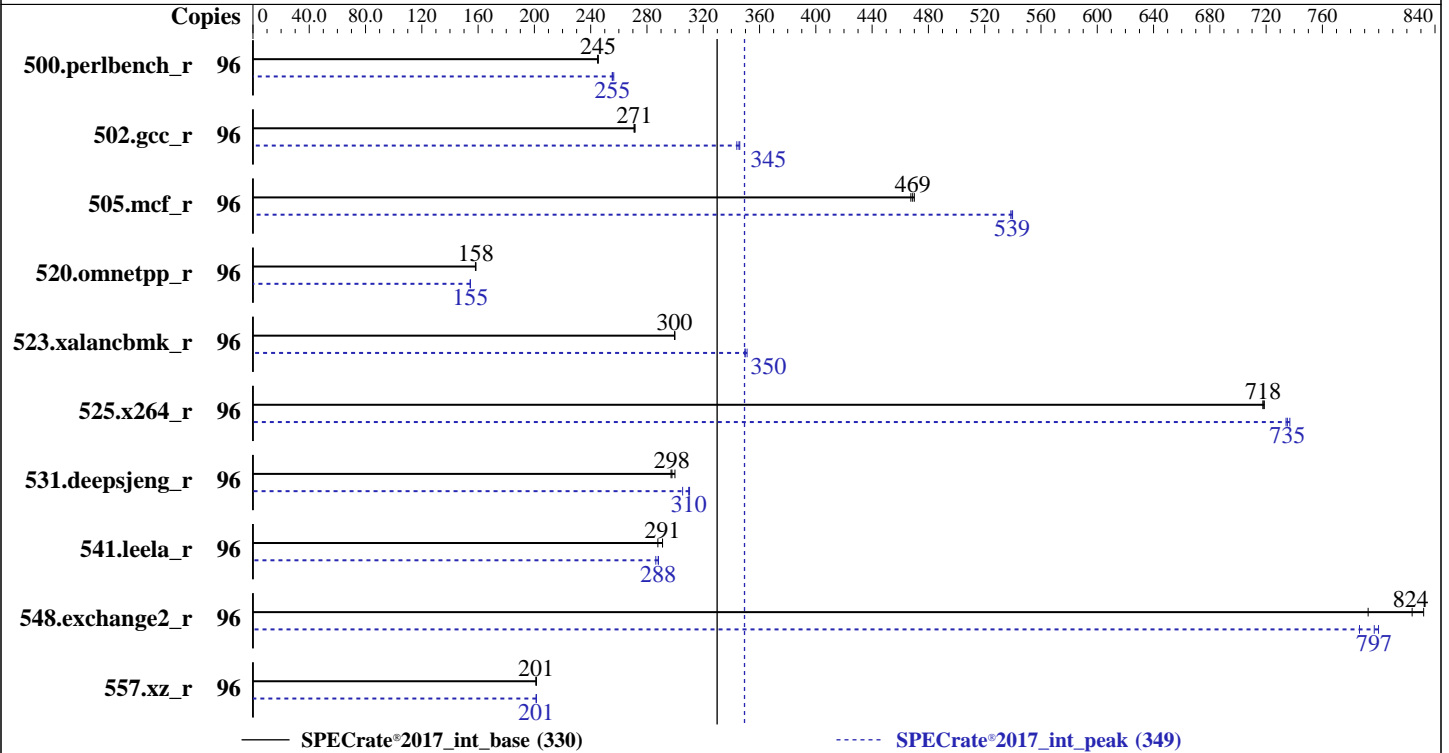 Copies 0 40.0 80.0 120 160 200 240 280 320 360 400 440 480 520 560 600 640 680 720 760 840
245
500.perlbench_r 96
255
271
502.gcc_r 96
345
469
505.mcf_r 96
539
158
520.omnetpp_r 96
155
300
523.xalancbmk_r 96
350
718
525.x264_r 96
735
298
531.deepsjeng_r 96
310
291
541.leela_r 96
288
824
548.exchange2_r 96
797
201
557.xz_r 96
201
SPECrate®2017_int_base (330) SPECrate®2017_int_peak (349)